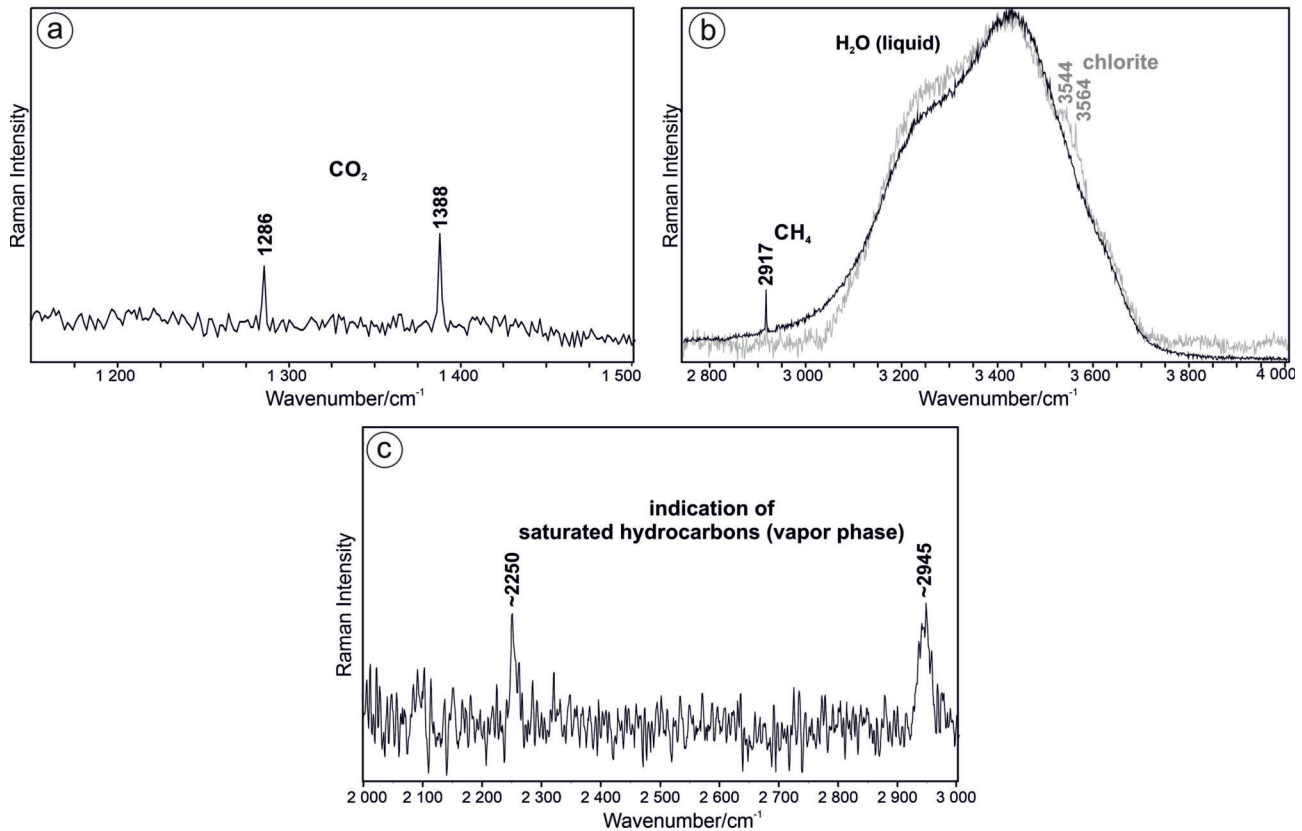 a
CO₂
1286
1388
Raman Intensity
1 200
1 300
1 400
1 500
Wavenumber/cm⁻¹
b
H₂O (liquid)
chlorite
3544
3564
CH₄
2917
Raman Intensity
2 800
3 000
3 200
3 400
3 600
3 800
4 000
Wavenumber/cm⁻¹
c
indication of
saturated hydrocarbons (vapor phase)
~2250
~2945
Raman Intensity
2 000
2 100
2 200
2 300
2 400
2 500
2 600
2 700
2 800
2 900
3 000
Wavenumber/cm⁻¹